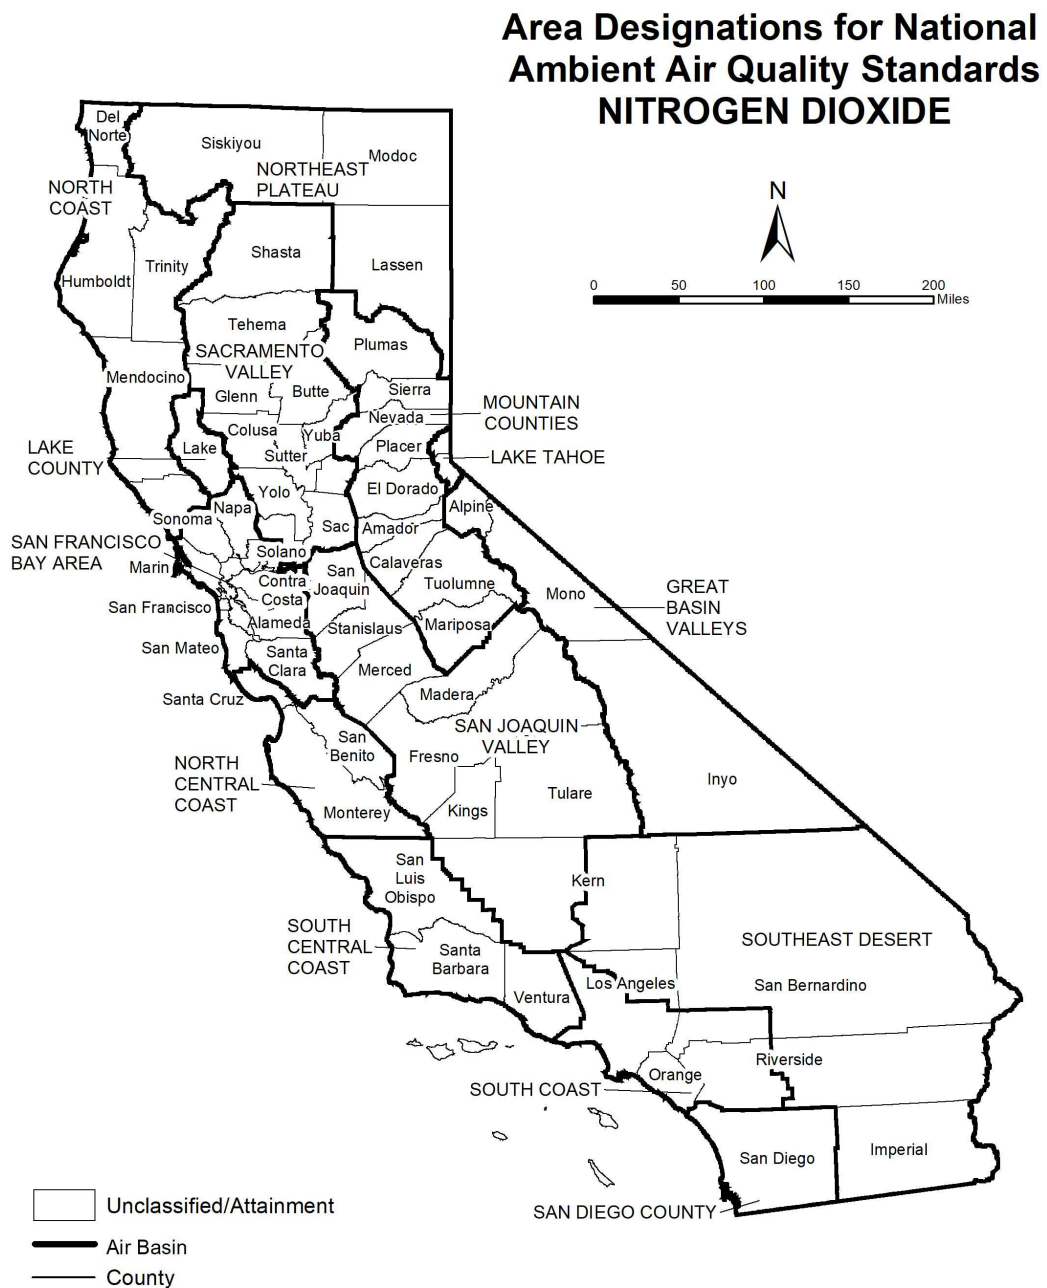 Area Designations for National
Ambient Air Quality Standards
NITROGEN DIOXIDE
Del
Norte
Siskiyou
Modoc
NORTHEAST
PLATEAU
NORTH
COAST
N
Shasta
Trinity
Lassen
Humboldt
0 50 100 150 200
Miles
Tehema
Plumas
SACRAMENTO
VALLEY
Mendocino
Glenn
Butte
Sierra
MOUNTAIN
COUNTIES
Nevada
Colusa
Yuba
Placer
LAKE
COUNTY
Lake
Sutter
LAKE TAHOE
Yolo
El Dorado
Napa
Alpine
Sonoma
Sac
Amador
SAN FRANCISCO
BAY AREA
Solano
Marin
Calaveras
San
Joaquin
Contra
Costa
Tuolumne
Mono
GREAT
BASIN
VALLEYS
San Francisco
Alameda
Stanislaus
Mariposa
San Mateo
Santa
Clara
Merced
Santa Cruz
Madera
SAN JOAQUIN
VALLEY
San
Benito
Fresno
NORTH
CENTRAL
COAST
Inyo
Tulare
Monterey
Kings
San
Luis
Obispo
Kern
SOUTH
CENTRAL
COAST
SOUTHEAST DESERT
Santa
Barbara
Los Angeles
San Bernardino
Ventura
Riverside
Orange
SOUTH COAST
San Diego
Imperial
SAN DIEGO COUNTY
Unclassified/Attainment
Air Basin
County